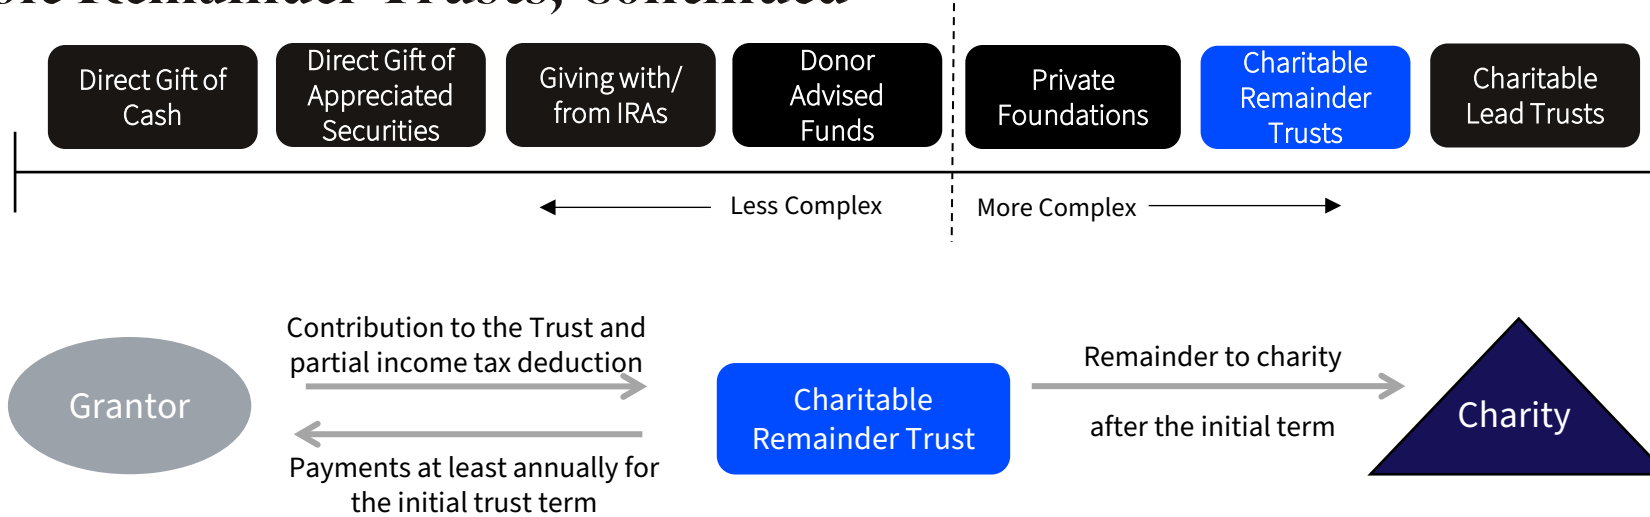 Remainder Trusts, Continued
Direct Gift of
Cash
Direct Gift of
Appreciated
Securities
Giving with/
from IRAs
Donor
Advised
Funds
Private
Foundations
Charitable
Remainder
Trusts
Charitable
Lead Trusts
Less Complex
More Complex
Contribution to the Trust and
partial income tax deduction
Grantor
Payments at least annually for
the initial trust term
Charitable
Remainder Trust
Remainder to charity
after the initial term
Charity